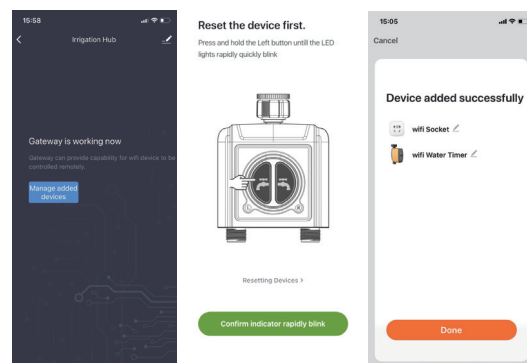 15:58
Irrigation Hub
Gateway is working now
Gateway can provide capability for wifi device to be
controlled remotely.
Manage added
devices
Reset the device first.
Press and hold the Left button untill the LED
lights rapidly quickly blink
L
R
Resetting Devices >
Confirm indicator rapidly blink
15:05
Cancel
Device added successfully
wifi Socket
wifi Water Timer
Done